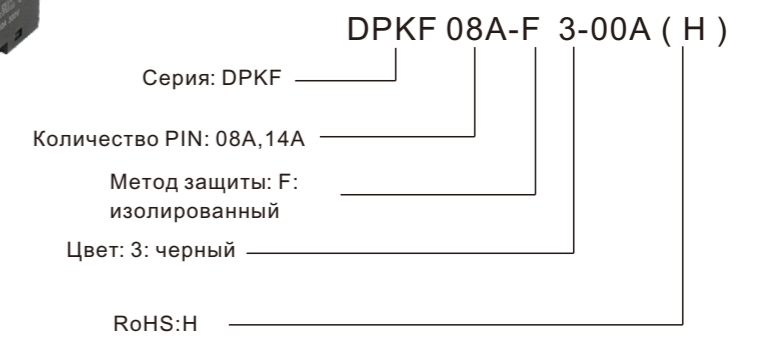 DPKF 08A-F 3-00A ( H )
Серия: DPKF
Количество PIN: 08A,14A
Метод защиты: F:
изолированный
Цвет: 3: черный
RoHS:H